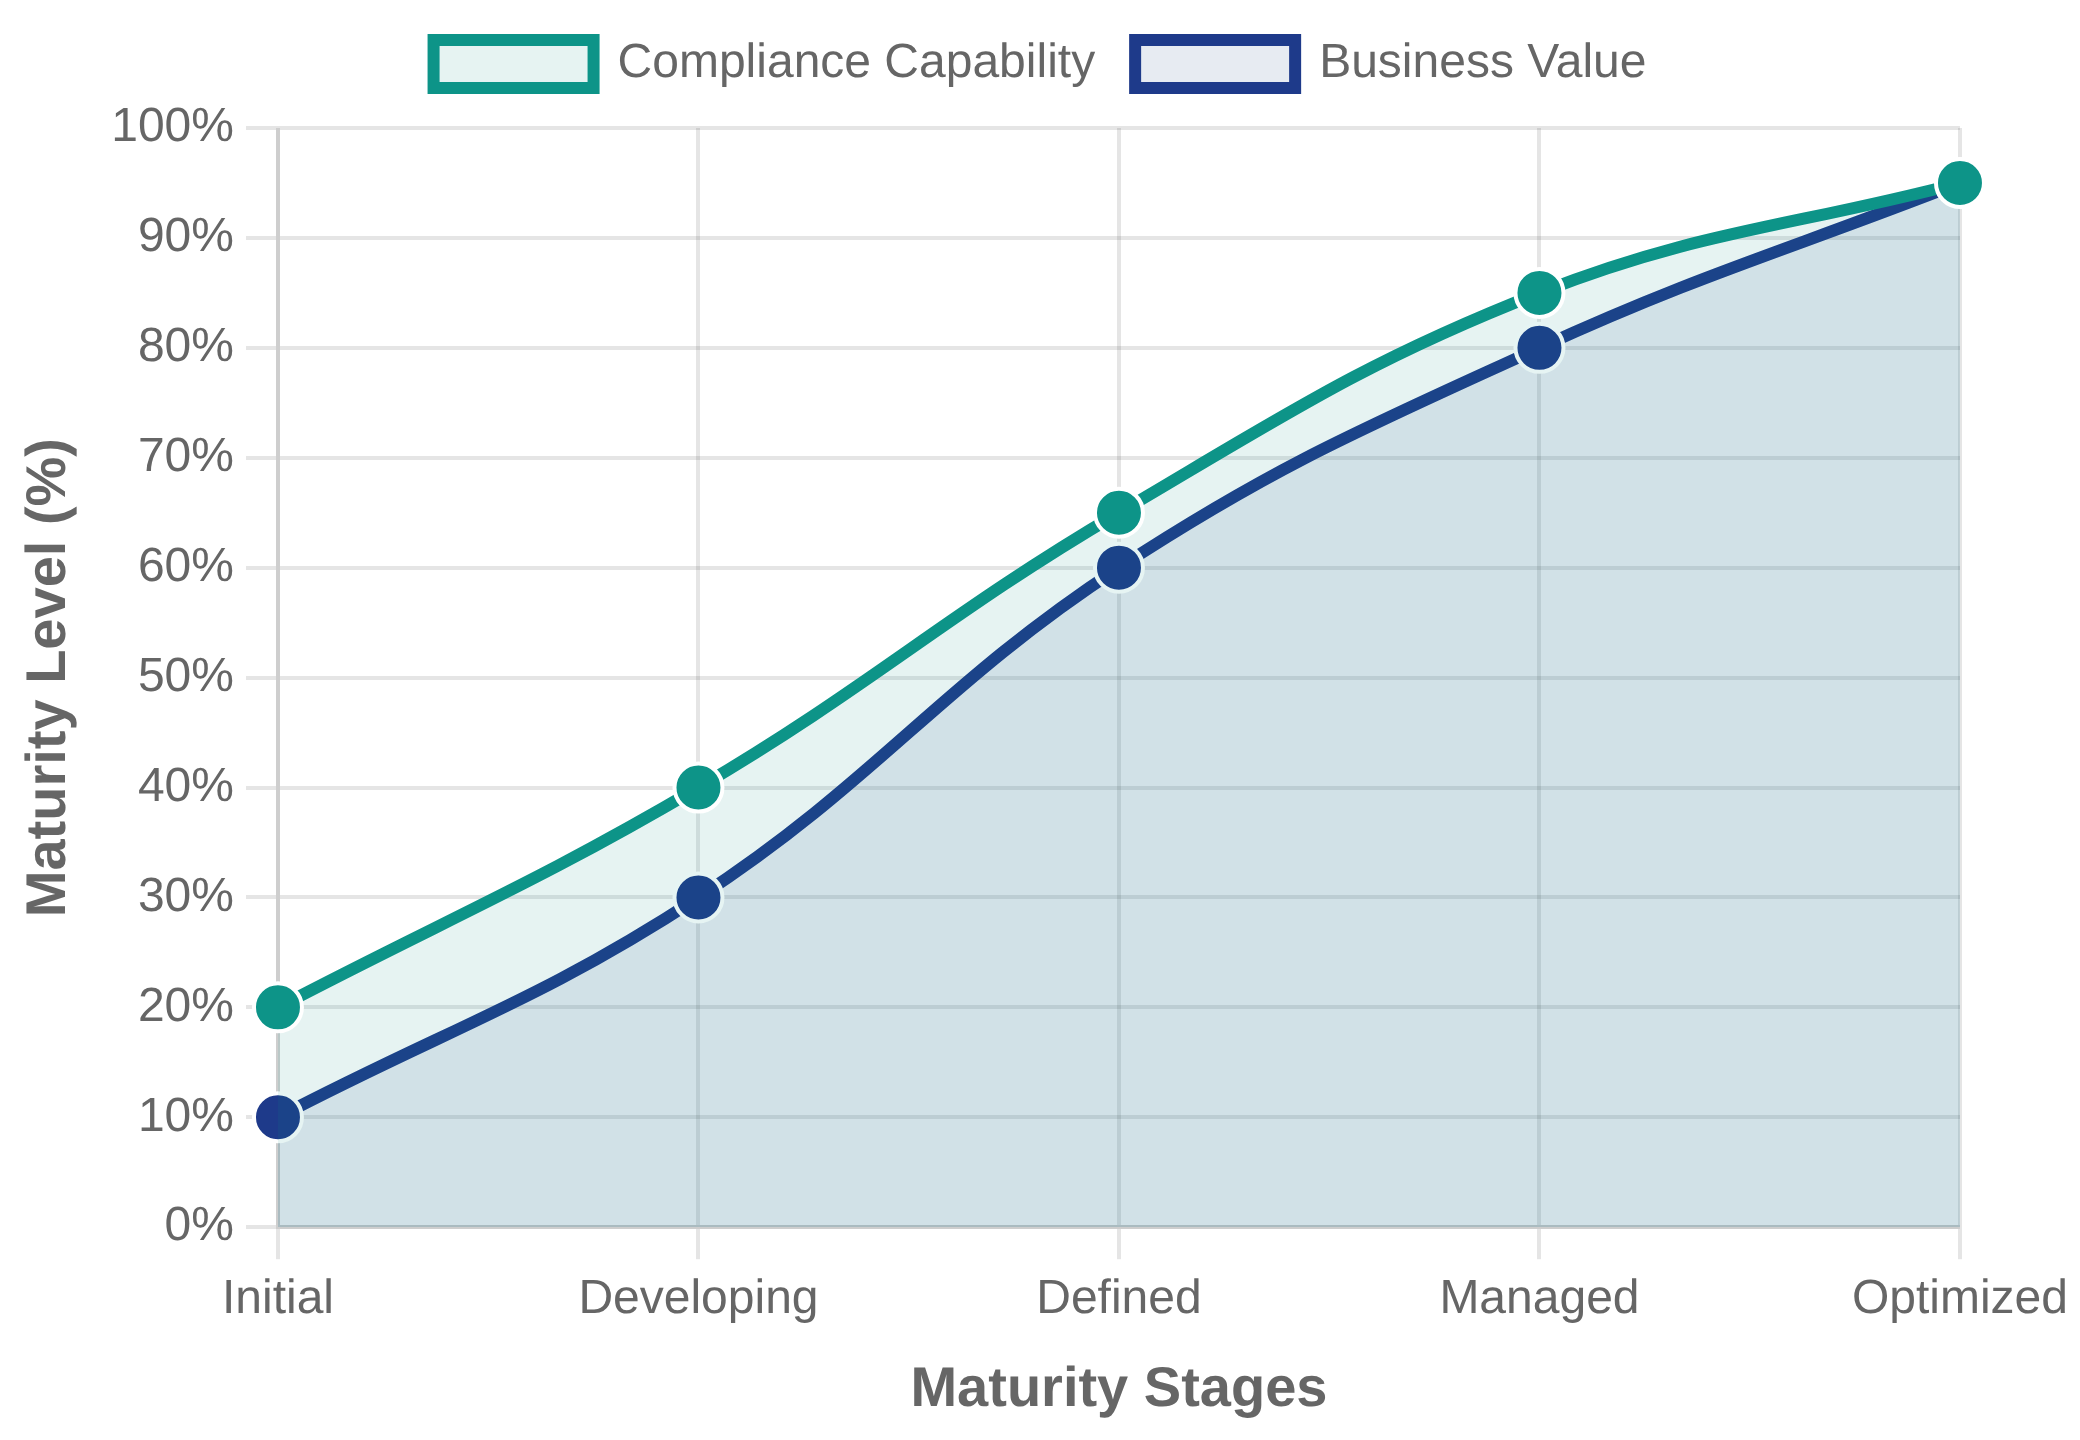 Compliance Capability Business Value
100%
90%
80%
70%
60%
50%
40%
30%
20%
10%
0%
Maturity Level (%)
Initial Developing Defined Managed Optimized
Maturity Stages